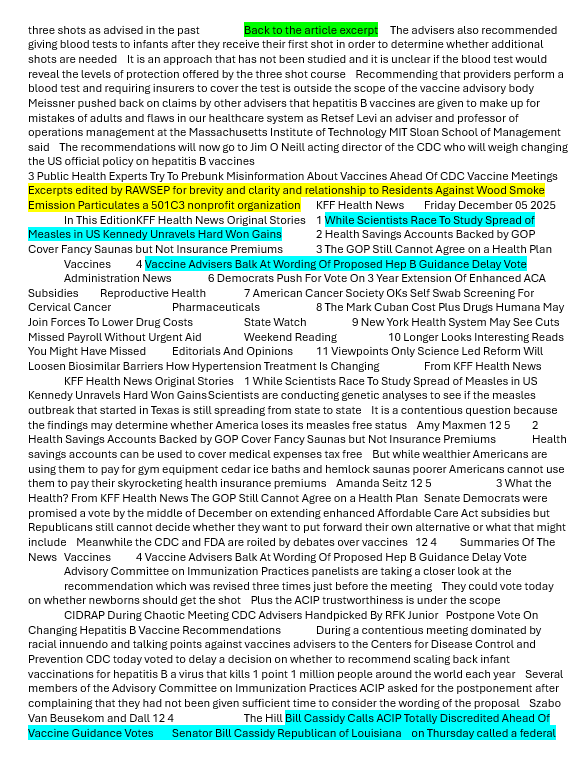 three shots as advised in the past Back to the article excerpt The advisers also recommended
giving blood tests to infants after they receive their first shot in order to determine whether additional
shots are needed It is an approach that has not been studied and it is unclear if the blood test would
reveal the levels of protection offered by the three shot course Recommending that providers perform a
blood test and requiring insurers to cover the test is outside the scope of the vaccine advisory body
Meissner pushed back on claims by other advisers that hepatitis B vaccines are given to make up for
mistakes of adults and flaws in our healthcare system as Retsef Levi an adviser and professor of
operations management at the Massachusetts Institute of Technology MIT Sloan School of Management
said The recommendations will now go to Jim O Neill acting director of the CDC who will weigh changing
the US official policy on hepatitis B vaccines
3 Public Health Experts Try To Prebunk Misinformation About Vaccines Ahead Of CDC Vaccine Meetings
Excerpts edited by RAWSEP for brevity and clarity and relationship to Residents Against Wood Smoke
Emission Particulates a 501C3 nonprofit organization KFF Health News Friday December 05 2025
In This EditionKFF Health News Original Stories 1 While Scientists Race To Study Spread of
Measles in US Kennedy Unravels Hard Won Gains 2 Health Savings Accounts Backed by GOP
Cover Fancy Saunas but Not Insurance Premiums 3 The GOP Still Cannot Agree on a Health Plan
Vaccines 4 Vaccine Advisers Balk At Wording Of Proposed Hep B Guidance Delay Vote
Administration News 6 Democrats Push For Vote On 3 Year Extension Of Enhanced ACA
Subsidies Reproductive Health 7 American Cancer Society OKs Self Swab Screening For
Cervical Cancer Pharmaceuticals 8 The Mark Cuban Cost Plus Drugs Humana May
Join Forces To Lower Drug Costs State Watch 9 New York Health System May See Cuts
Missed Payroll Without Urgent Aid Weekend Reading 10 Longer Looks Interesting Reads
You Might Have Missed Editorials And Opinions 11 Viewpoints Only Science Led Reform Will
Loosen Biosimilar Barriers How Hypertension Treatment Is Changing From KFF Health News
KFF Health News Original Stories 1 While Scientists Race To Study Spread of Measles in US
Kennedy Unravels Hard Won GainsScientists are conducting genetic analyses to see if the measles
outbreak that started in Texas is still spreading from state to state It is a contentious question because
the findings may determine whether America loses its measles free status Amy Maxmen 12 5 2
Health Savings Accounts Backed by GOP Cover Fancy Saunas but Not Insurance Premiums Health
savings accounts can be used to cover medical expenses tax free But while wealthier Americans are
using them to pay for gym equipment cedar ice baths and hemlock saunas poorer Americans cannot use
them to pay their skyrocketing health insurance premiums Amanda Seitz 12 5 3 What the
Health? From KFF Health News The GOP Still Cannot Agree on a Health Plan Senate Democrats were
promised a vote by the middle of December on extending enhanced Affordable Care Act subsidies but
Republicans still cannot decide whether they want to put forward their own alternative or what that might
include Meanwhile the CDC and FDA are roiled by debates over vaccines 12 4 Summaries Of The
News Vaccines 4 Vaccine Advisers Balk At Wording Of Proposed Hep B Guidance Delay Vote
Advisory Committee on Immunization Practices panelists are taking a closer look at the
recommendation which was revised three times just before the meeting They could vote today
on whether newborns should get the shot Plus the ACIP trustworthiness is under the scope
CIDRAP During Chaotic Meeting CDC Advisers Handpicked By RFK Junior Postpone Vote On
Changing Hepatitis B Vaccine Recommendations During a contentious meeting dominated by
racial innuendo and talking points against vaccines advisers to the Centers for Disease Control and
Prevention CDC today voted to delay a decision on whether to recommend scaling back infant
vaccinations for hepatitis B a virus that kills 1 point 1 million people around the world each year Several
members of the Advisory Committee on Immunization Practices ACIP asked for the postponement after
complaining that they had not been given sufficient time to consider the wording of the proposal Szabo
Van Beusekom and Dall 12 4 The Hill Bill Cassidy Calls ACIP Totally Discredited Ahead Of
Vaccine Guidance Votes Senator Bill Cassidy Republican of Louisiana on Thursday called a federal